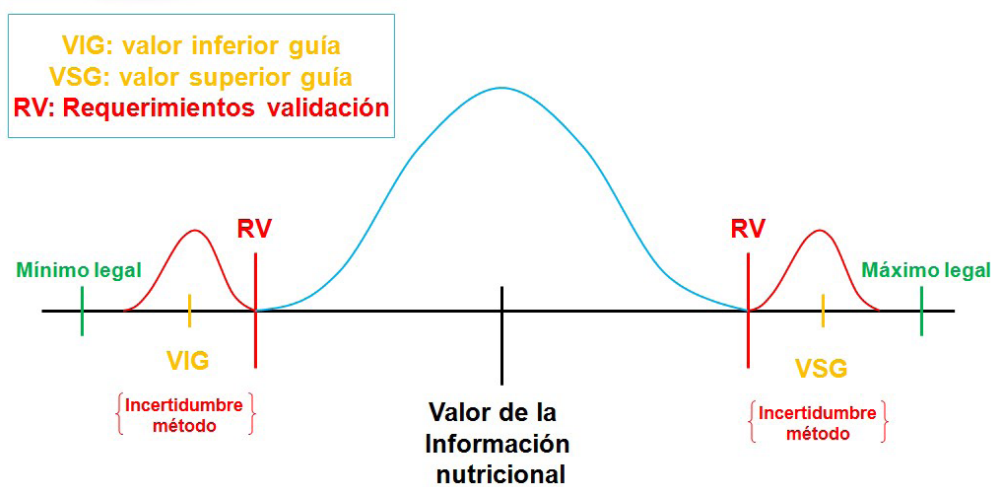 VIG: valor inferior guía
VSG: valor superior guía
RV: Requerimientos validación
RV
RV
Mínimo legal
Máximo legal
VIG
VSG
Incertidumbre
método
Valor de la
Información
nutricional
Incertidumbre
método